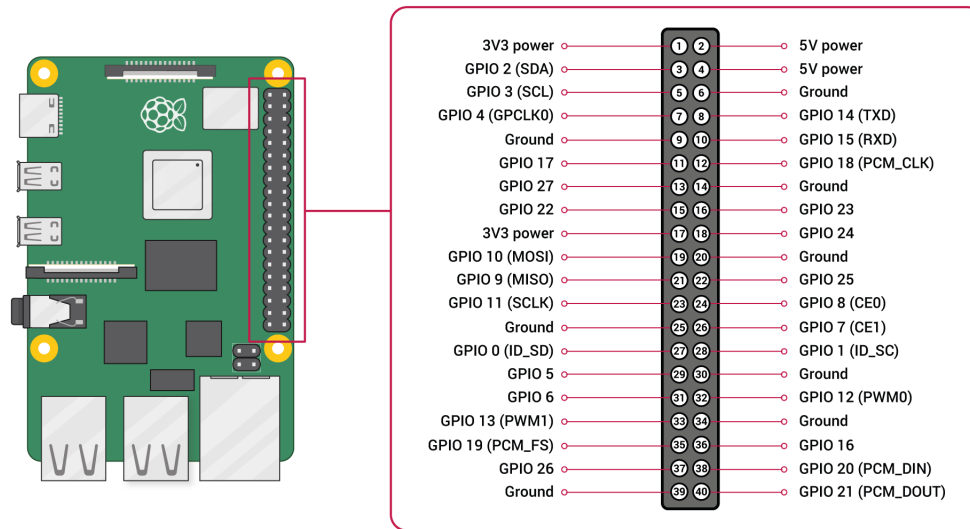 3V3 power 1 2 5V power
GPIO 2 (SDA) 3 4 5V power
GPIO 3 (SCL) 5 6 Ground
GPIO 4 (GPCLK0) 7 8 GPIO 14 (TXD)
Ground 9 10 GPIO 15 (RXD)
GPIO 17 11 12 GPIO 18 (PCM_CLK)
GPIO 27 13 14 Ground
GPIO 22 15 16 GPIO 23
3V3 power 17 18 GPIO 24
GPIO 10 (MOSI) 19 20 Ground
GPIO 9 (MISO) 21 22 GPIO 25
GPIO 11 (SCLK) 23 24 GPIO 8 (CE0)
Ground 25 26 GPIO 7 (CE1)
GPIO 0 (ID_SD) 27 28 GPIO 1 (ID_SC)
GPIO 5 29 30 Ground
GPIO 6 31 32 GPIO 12 (PWM0)
GPIO 13 (PWM1) 33 34 Ground
GPIO 19 (PCM_FS) 35 36 GPIO 16
GPIO 26 37 38 GPIO 20 (PCM_DIN)
Ground 39 40 GPIO 21 (PCM_DOUT)